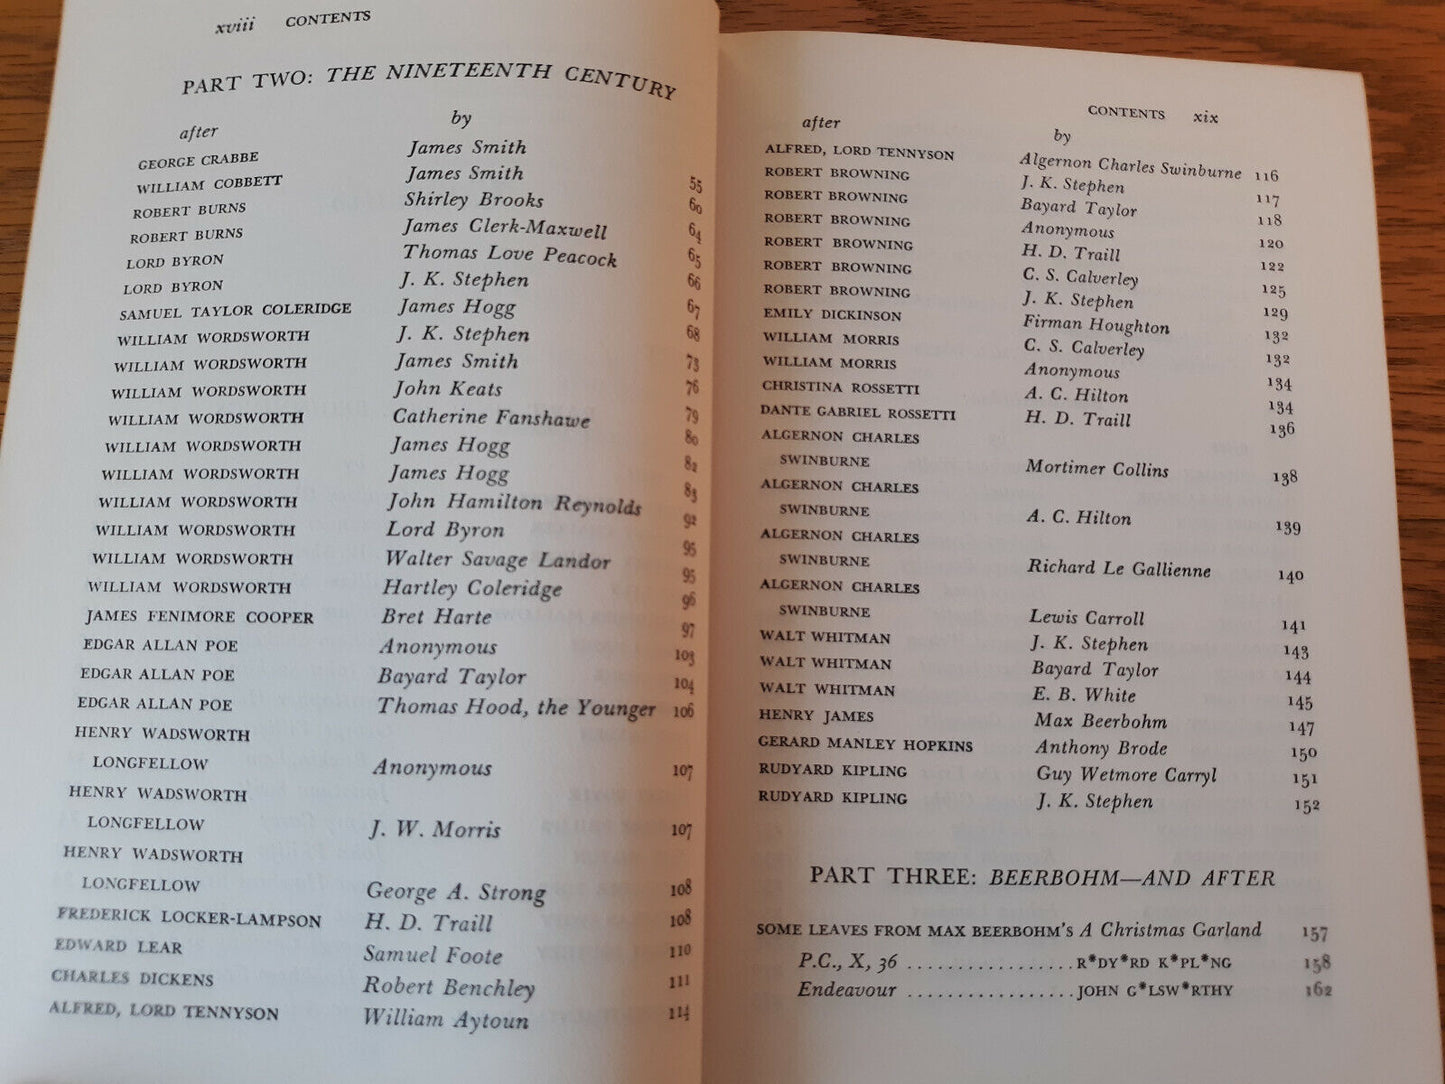 xviii CONTENTS
PART TWO: THE NINETEENTH CENTURY
after by
GEORGE CRABBE James Smith 55
WILLIAM COBBETT James Smith 60
ROBERT BURNS Shirley Brooks 64
ROBERT BURNS James Clerk-Maxwell 65
LORD BYRON Thomas Love Peacock 66
LORD BYRON J. K. Stephen 67
SAMUEL TAYLOR COLERIDGE James Hogg 68
WILLIAM WORDSWORTH J. K. Stephen 73
WILLIAM WORDSWORTH James Smith 76
WILLIAM WORDSWORTH John Keats 79
WILLIAM WORDSWORTH Catherine Fanshawe 80
WILLIAM WORDSWORTH James Hogg 82
WILLIAM WORDSWORTH James Hogg 83
WILLIAM WORDSWORTH John Hamilton Reynolds 92
WILLIAM WORDSWORTH Lord Byron 95
WILLIAM WORDSWORTH Walter Savage Landor 95
WILLIAM WORDSWORTH Hartley Coleridge 96
JAMES FENIMORE COOPER Bret Harte 97
EDGAR ALLAN POE Anonymous 103
EDGAR ALLAN POE Bayard Taylor 104
EDGAR ALLAN POE Thomas Hood, the Younger 106
HENRY WADSWORTH
LONGFELLOW Anonymous 107
HENRY WADSWORTH
LONGFELLOW J. W. Morris 107
HENRY WADSWORTH
LONGFELLOW George A. Strong 108
FREDERICK LOCKER-LAMPSON H. D. Traill 108
EDWARD LEAR Samuel Foote 110
CHARLES DICKENS Robert Benchley 111
ALFRED, LORD TENNYSON William Aytoun 114
CONTENTS xix
after by
ALFRED, LORD TENNYSON Algernon Charles Swinburne 116
ROBERT BROWNING J. K. Stephen 117
ROBERT BROWNING Bayard Taylor 118
ROBERT BROWNING Anonymous 120
ROBERT BROWNING H. D. Traill 122
ROBERT BROWNING C. S. Calverley 125
ROBERT BROWNING J. K. Stephen 129
EMILY DICKINSON Firman Houghton 132
WILLIAM MORRIS C. S. Calverley 132
WILLIAM MORRIS Anonymous 134
CHRISTINA ROSSETTI A. C. Hilton 134
DANTE GABRIEL ROSSETTI H. D. Traill 136
ALGERNON CHARLES
SWINBURNE Mortimer Collins 138
ALGERNON CHARLES
SWINBURNE A. C. Hilton 139
ALGERNON CHARLES
SWINBURNE Richard Le Gallienne 140
ALGERNON CHARLES
SWINBURNE Lewis Carroll 141
WALT WHITMAN J. K. Stephen 143
WALT WHITMAN Bayard Taylor 144
WALT WHITMAN E. B. White 145
HENRY JAMES Max Beerbohm 147
GERARD MANLEY HOPKINS Anthony Brode 150
RUDYARD KIPLING Guy Wetmore Carryl 151
RUDYARD KIPLING J. K. Stephen 152
PART THREE: BEERBOHM—AND AFTER
SOME LEAVES FROM MAX BEERBOHM'S A Christmas Garland 157
P.C., X, 36 .................. R*DY*RD K*PL*NG 158
Endeavour .................. JOHN G*LSW*RTHY 162